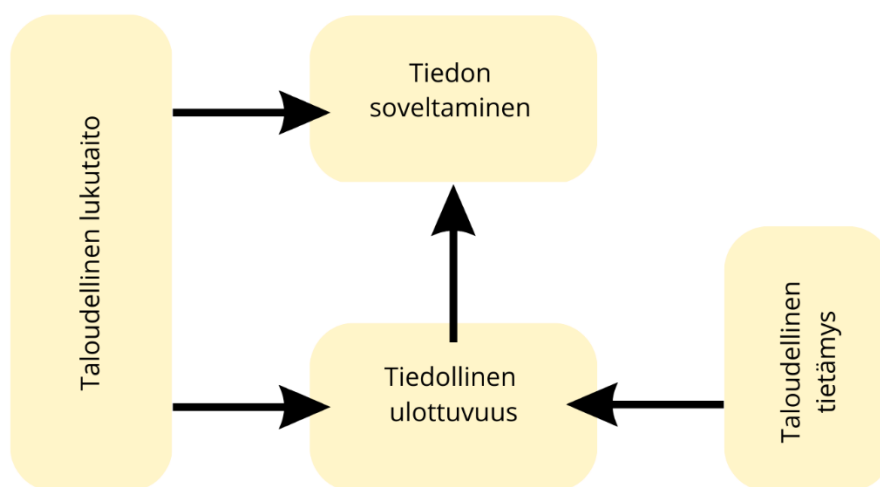 Taloudellinen lukutaito
Tiedon
soveltaminen
Tiedollinen
ulottuvuus
Taloudellinen
tietämys